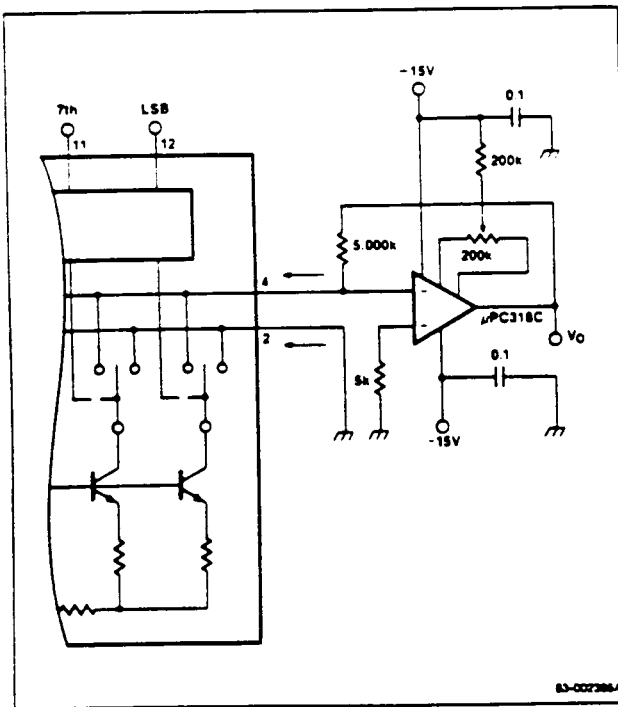 -15V
0.1
7th
LSB
11
12
200k
5.000k
200k
4
μPC318C
Vo
2
0.1
5k
-15V
83-002386A